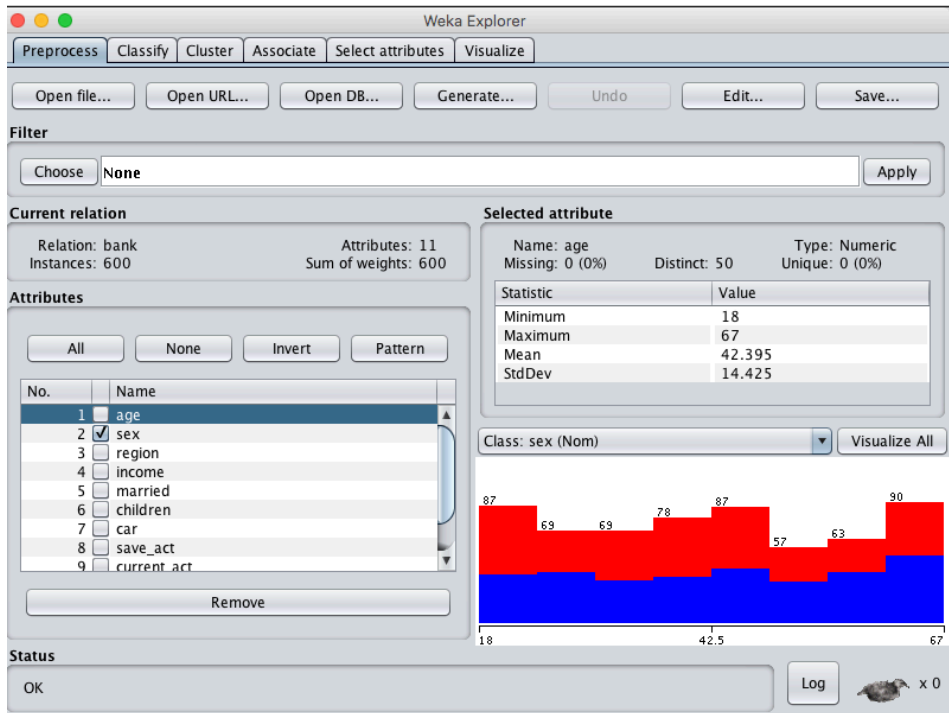 Weka Explorer
Preprocess Classify Cluster Associate Select attributes Visualize
Open file... Open URL... Open DB... Generate... Undo Edit... Save...
Filter
Choose None Apply
Current relation
Relation: bank Attributes: 11
Instances: 600 Sum of weights: 600
Attributes
All None Invert Pattern
No. Name
1 age
2 sex
3 region
4 income
5 married
6 children
7 car
8 save_act
9 current_act
Remove
Selected attribute
Name: age Type: Numeric
Missing: 0 (0%) Distinct: 50 Unique: 0 (0%)
Statistic Value
Minimum 18
Maximum 67
Mean 42.395
StdDev 14.425
Class: sex (Nom) Visualize All
87 69 69 78 87 57 63 90
18 42.5 67
Status
OK Log x 0